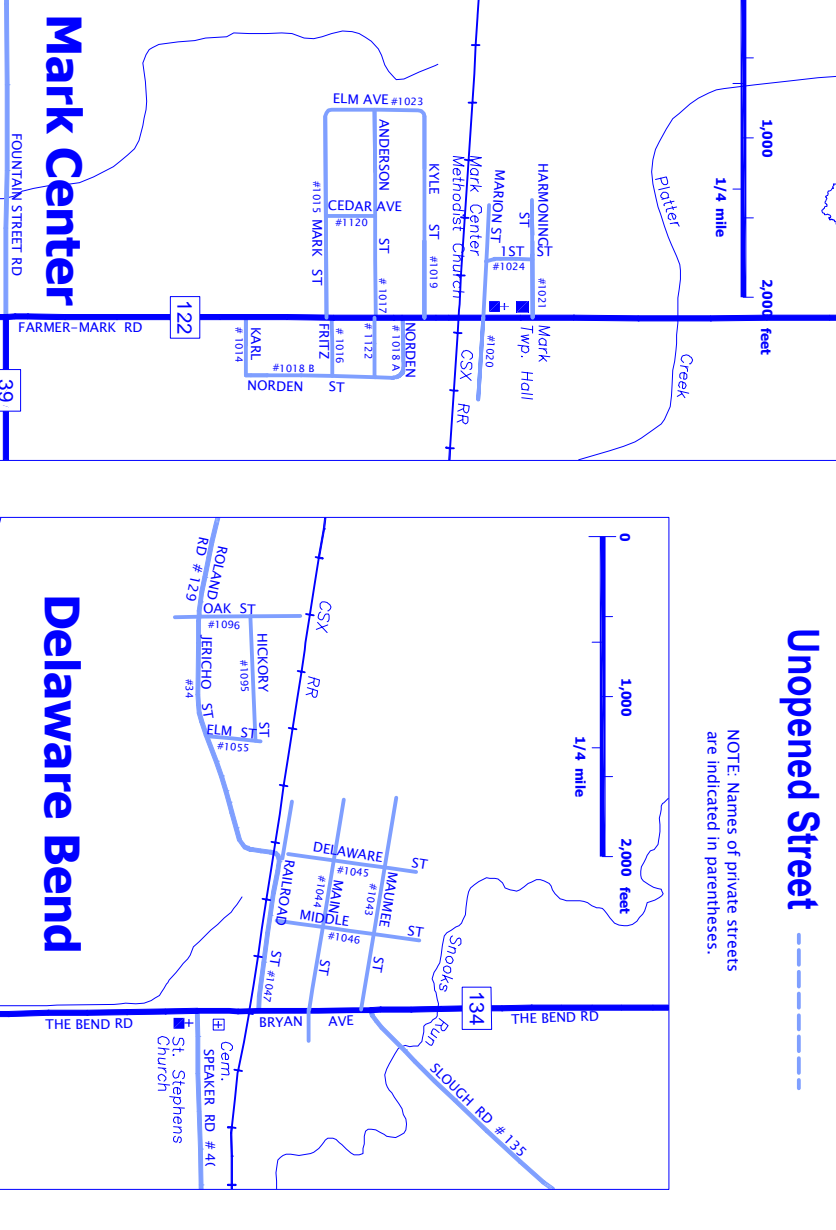 Mark Center
FOUNTAIN STREET RD
FARMER-MARK RD
122
39
ELM AVE #1023
ANDERSON ST
# 1017
KYLE ST #1019
CEDAR AVE
#1120
#1015 MARK ST
Mark Center
Methodist Church
MARION ST
HARMONING
ST
1ST ST
#1024
#1021
#1020
Mark
Twp. Hall
CSX RR
Platter
Creek
KARL
# 1014
FRITZ
# 1016
# 1122
NORDEN
#1018 A
#1018 B
NORDEN ST
1,000
2,000 feet
1/4 mile
Delaware Bend
ROLAND
RD # 129
OAK ST
#1096
HICKORY ST
#1095
JERICHO ST
#34
ELM ST
#1055
CSX RR
DELAWARE ST
#1045
MAUMEE ST
#1043
MAIN ST
#1044
MIDDLE ST
#1046
RAILROAD ST #1047
Snooks
Run
134
THE BEND RD
BRYAN AVE
THE BEND RD
SLOUGH RD # 135
SPEAKER RD # 4
Cem.
St. Stephens
Church
0
1,000
2,000 feet
1/4 mile
Unopened Street
NOTE: Names of private streets
are indicated in parentheses.